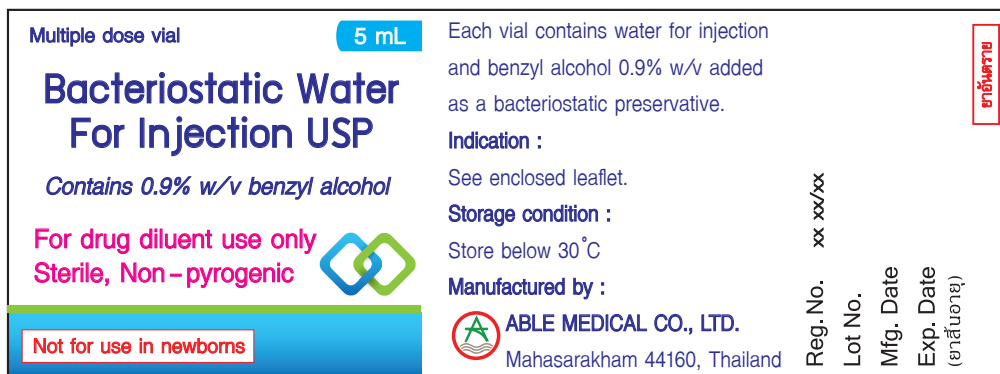 Multiple dose vial
5 mL
Bacteriostatic Water
For Injection USP
Contains 0.9% w/v benzyl alcohol
For drug diluent use only
Sterile, Non-pyrogenic
Not for use in newborns
Each vial contains water for injection
and benzyl alcohol 0.9% w/v added
as a bacteriostatic preservative.
Indication :
See enclosed leaflet.
Storage condition :
Store below 30°C
Manufactured by :
ABLE MEDICAL CO., LTD.
Mahasarakham 44160, Thailand
Reg. No. xx xx/xx
Lot No.
Mfg. Date
Exp. Date
(ยาสิ้นอายุ)
ยาอันตราย